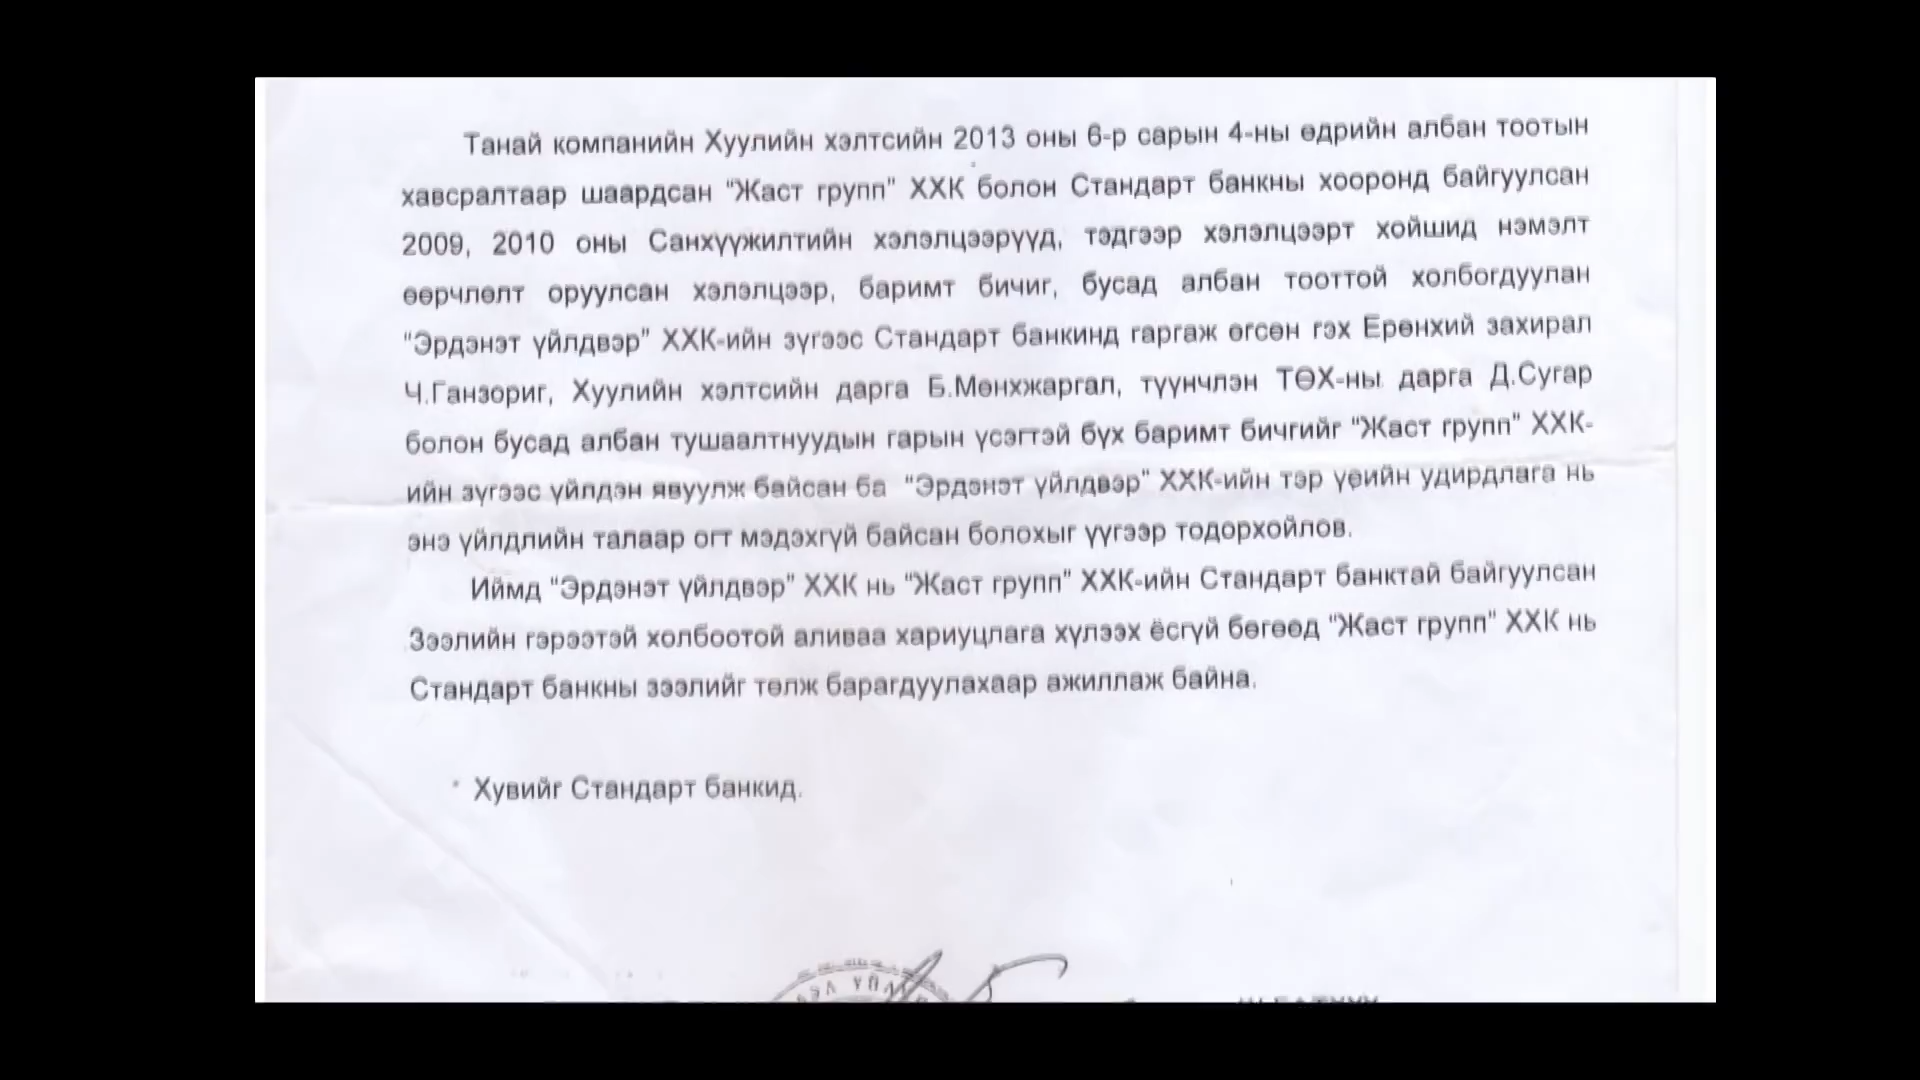 Танай компанийн Хуулийн хэлтсийн 2013 оны 6-р сарын 4-ны өдрийн албан тоотын
хавсралтаар шаардсан "Жаст групп" ХХК болон Стандарт банкны хооронд байгуулсан
2009, 2010 оны Санхүүжилтийн хэлэлцээрүүд, тэдгээр хэлэлцээрт хойшид нэмэлт
өөрчлөлт оруулсан хэлэлцээр, баримт бичиг, бусад албан тооттой холбогдуулан
"Эрдэнэт үйлдвэр" ХХК-ийн зүгээс Стандарт банкинд гаргаж өгсөн гэх Ерөнхий захирал
Ч.Ганзориг, Хуулийн хэлтсийн дарга Б.Мөнхжаргал, түүнчлэн ТӨХ-ны дарга Д.Сугар
болон бусад албан тушаалтнуудын гарын үсэгтэй бүх баримт бичгийг "Жаст групп" ХХК-
ийн зүгээс үйлдэн явуулж байсан ба "Эрдэнэт үйлдвэр" ХХК-ийн тэр үеийн удирдлага нь
энэ үйлдлийн талаар огт мэдэхгүй байсан болохыг үүгээр тодорхойлов.
Иймд "Эрдэнэт үйлдвэр" ХХК нь "Жаст групп" ХХК-ийн Стандарт банктай байгуулсан
Зээлийн гэрээтэй холбоотой аливаа хариуцлага хүлээх ёсгүй бөгөөд "Жаст групп" ХХК нь
Стандарт банкны зээлийг төлж барагдуулахаар ажиллаж байна.
Хувийг Стандарт банкид.